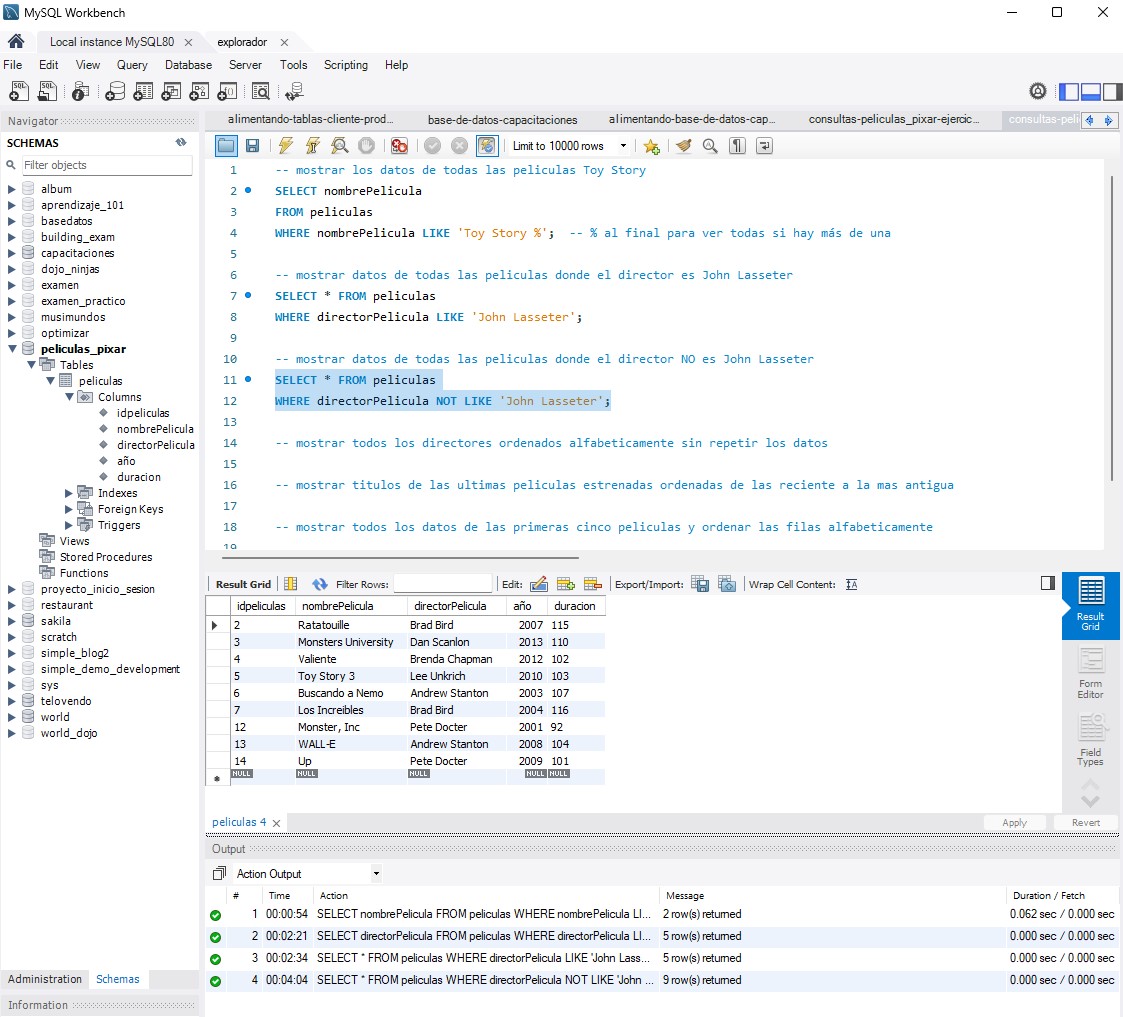 MySQL Workbench
Local instance MySQL80
explorador
File Edit View Query Database Server Tools Scripting Help
Navigator
SCHEMAS
Filter objects
album
aprendizaje_101
basedatos
building_exam
capacitaciones
dojo_ninjas
examen
examen_practico
musimundos
optimizar
peliculas_pixar
Tables
peliculas
Columns
idpeliculas
nombrePelicula
directorPelicula
año
duracion
Indexes
Foreign Keys
Triggers
Views
Stored Procedures
Functions
proyecto_inicio_sesion
restaurant
sakila
scratch
simple_blog2
simple_demo_development
sys
telovendo
world
world_dojo
Administration Schemas
Information
alimentando-tablas-cliente-prod... base-de-datos-capacitaciones alimentando-base-de-datos-cap... consultas-peliculas_pixar-ejercic... consultas-peli
Limit to 10000 rows
1 -- mostrar los datos de todas las peliculas Toy Story
2 SELECT nombrePelicula
3 FROM peliculas
4 WHERE nombrePelicula LIKE 'Toy Story %'; -- % al final para ver todas si hay más de una
5
6 -- mostrar datos de todas las peliculas donde el director es John Lasseter
7 SELECT * FROM peliculas
8 WHERE directorPelicula LIKE 'John Lasseter';
9
10 -- mostrar datos de todas las peliculas donde el director NO es John Lasseter
11 SELECT * FROM peliculas
12 WHERE directorPelicula NOT LIKE 'John Lasseter';
13
14 -- mostrar todos los directores ordenados alfabeticamente sin repetir los datos
15
16 -- mostrar titulos de las ultimas peliculas estrenadas ordenadas de las reciente a la mas antigua
17
18 -- mostrar todos los datos de las primeras cinco peliculas y ordenar las filas alfabeticamente
19
Result Grid Filter Rows: Edit: Export/Import: Wrap Cell Content:
idpeliculas nombrePelicula directorPelicula año duracion
2 Ratatouille Brad Bird 2007 115
3 Monsters University Dan Scanlon 2013 110
4 Valiente Brenda Chapman 2012 102
5 Toy Story 3 Lee Unkrich 2010 103
6 Buscando a Nemo Andrew Stanton 2003 107
7 Los Increibles Brad Bird 2004 116
12 Monster, Inc Pete Docter 2001 92
13 WALL-E Andrew Stanton 2008 104
14 Up Pete Docter 2009 101
NULL NULL NULL NULL NULL
Result Grid
Form Editor
Field Types
peliculas 4
Apply Revert
Output
Action Output
# Time Action Message Duration / Fetch
1 00:00:54 SELECT nombrePelicula FROM peliculas WHERE nombrePelicula LI... 2 row(s) returned 0.062 sec / 0.000 sec
2 00:02:21 SELECT directorPelicula FROM peliculas WHERE directorPelicula LI... 5 row(s) returned 0.000 sec / 0.000 sec
3 00:02:34 SELECT * FROM peliculas WHERE directorPelicula LIKE 'John Lass... 5 row(s) returned 0.000 sec / 0.000 sec
4 00:04:04 SELECT * FROM peliculas WHERE directorPelicula NOT LIKE 'John ... 9 row(s) returned 0.000 sec / 0.000 sec